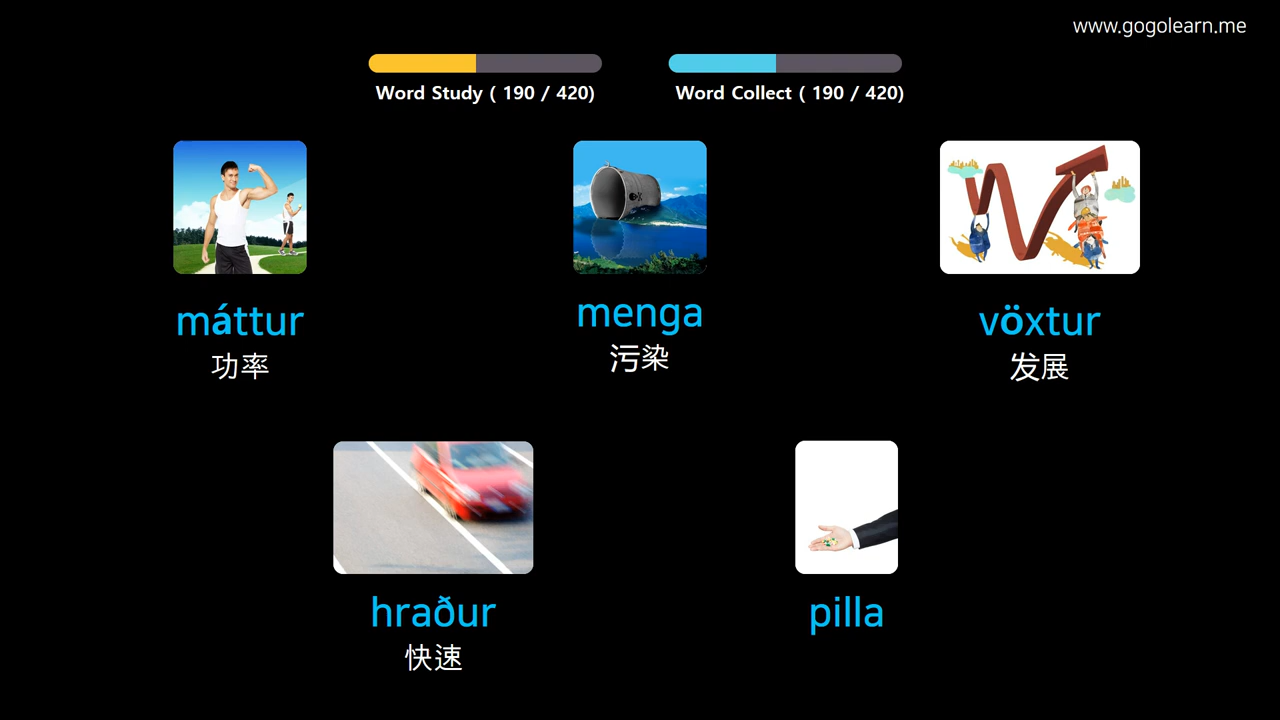 www.gogolearn.me
Word Study ( 190 / 420)
Word Collect ( 190 / 420)
máttur
功率
menga
污染
vöxtur
发展
hraður
快速
pilla